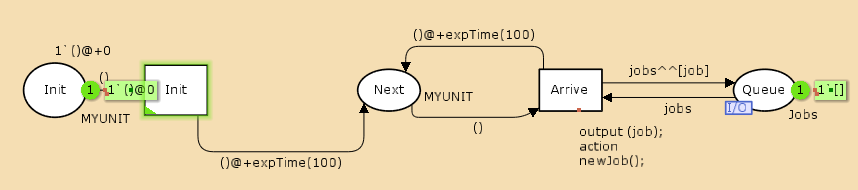 1`()@+0
()@+expTime(100)
Init
()
1
1`()@0
Init
Next
MYUNIT
Arrive
jobs^^[job]
Queue
1
1`[]
I/O
MYUNIT
jobs
Jobs
()
()@+expTime(100)
output (job);
action
newJob();